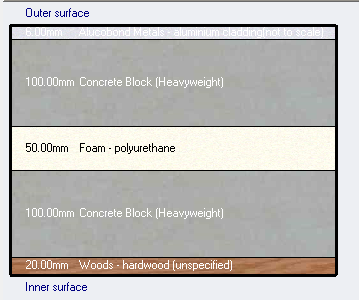 Outer surface
6.00mm Alucobond Metals - aluminium cladding(not to scale)
100.00mm Concrete Block (Heavyweight)
50.00mm Foam - polyurethane
100.00mm Concrete Block (Heavyweight)
20.00mm Woods - hardwood (unspecified)
Inner surface